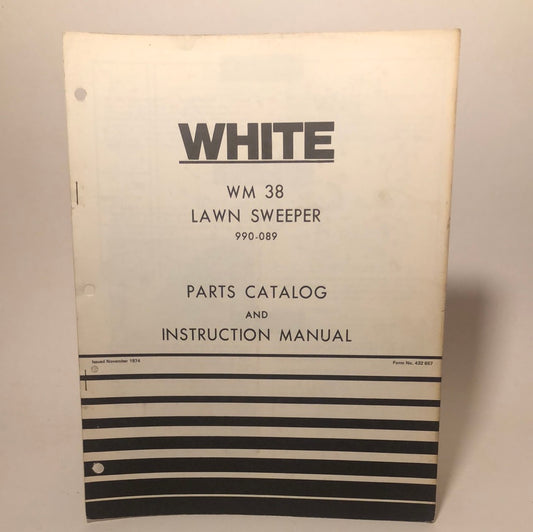 WHITE
WM 38
LAWN SWEEPER
990-089
PARTS CATALOG
AND
INSTRUCTION MANUAL
Issued November 1974
Form No. 432 867